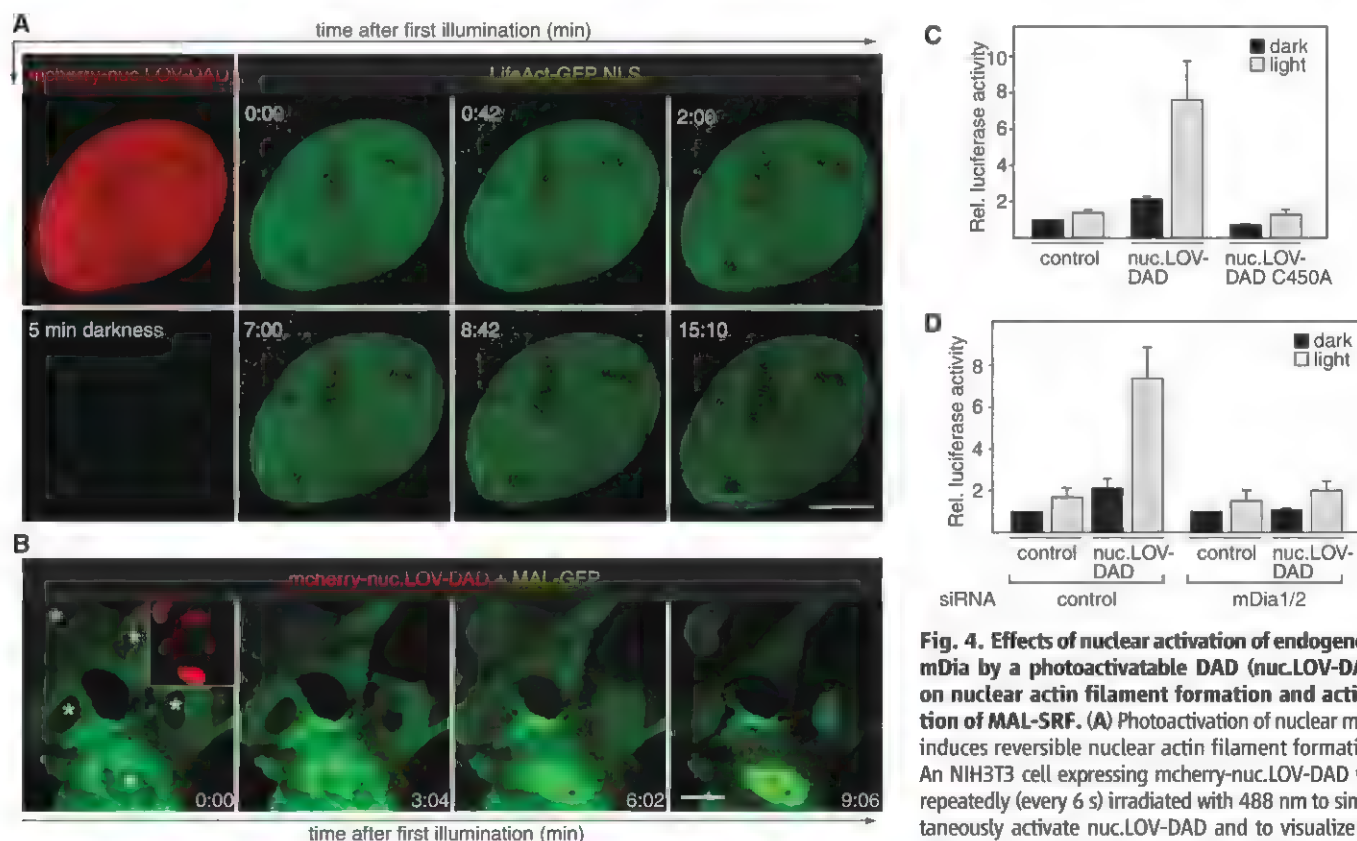 A
time after first illumination (min)
mcherry-nuc.LOV-DAD
LifeAct-GFP.NLS
0:00
0:42
2:00
5 min darkness
7:00
8:42
15:10
B
mcherry-nuc.LOV-DAD + MAL-GFP
* * * *
0:00
3:04
6:02
9:06
time after first illumination (min)
C
dark
light
Rel. luciferase activity
10
8
6
4
2
control
nuc.LOV-
DAD
nuc.LOV-
DAD C450A
D
dark
light
Rel. luciferase activity
8
6
4
2
control nuc.LOV- control nuc.LOV-
DAD DAD
siRNA control mDia1/2
Fig. 4. Effects of nuclear activation of endogen
mDia by a photoactivatable DAD (nuc.LOV-DA
on nuclear actin filament formation and acti
tion of MAL-SRF. (A) Photoactivation of nuclear m
induces reversible nuclear actin filament formati
An NIH3T3 cell expressing mcherry-nuc.LOV-DAD
repeatedly (every 6 s) irradiated with 488 nm to sim
taneously activate nuc.LOV-DAD and to visualize